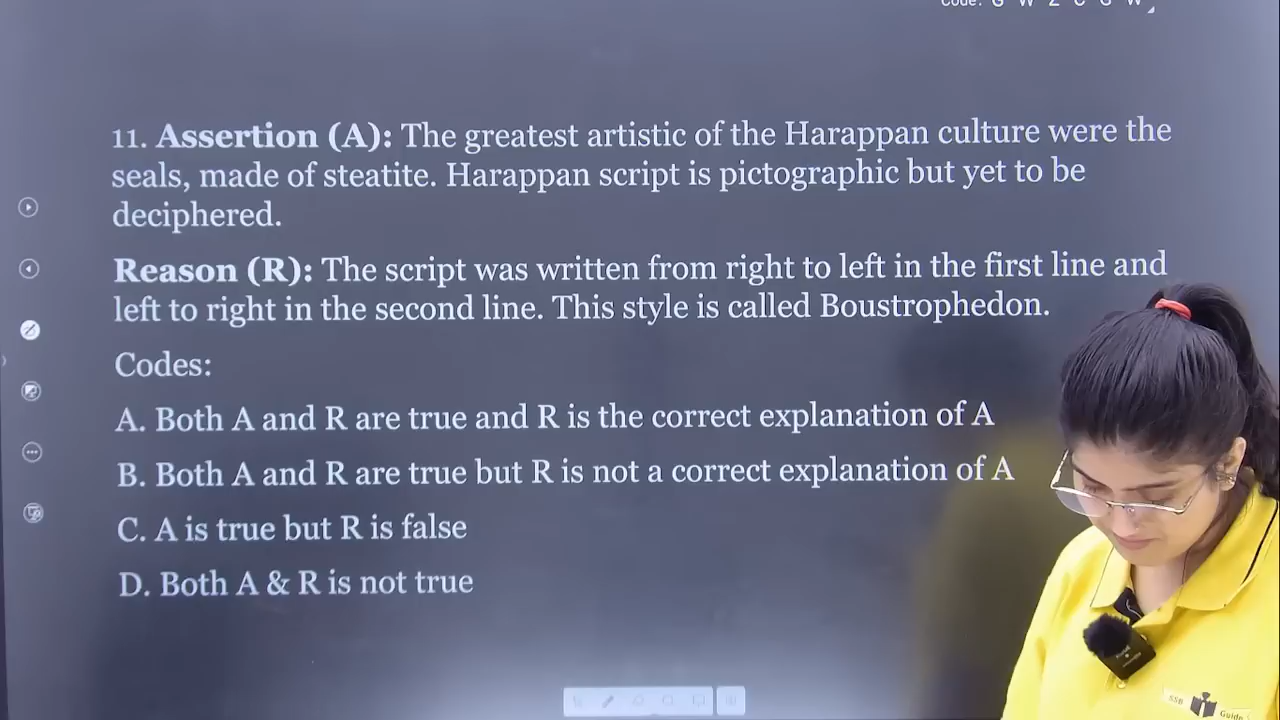 Code: G W Z C G W
11. Assertion (A): The greatest artistic of the Harappan culture were the
seals, made of steatite. Harappan script is pictographic but yet to be
deciphered.
Reason (R): The script was written from right to left in the first line and
left to right in the second line. This style is called Boustrophedon.
Codes:
A. Both A and R are true and R is the correct explanation of A
B. Both A and R are true but R is not a correct explanation of A
C. A is true but R is false
D. Both A & R is not true
SSB Guide